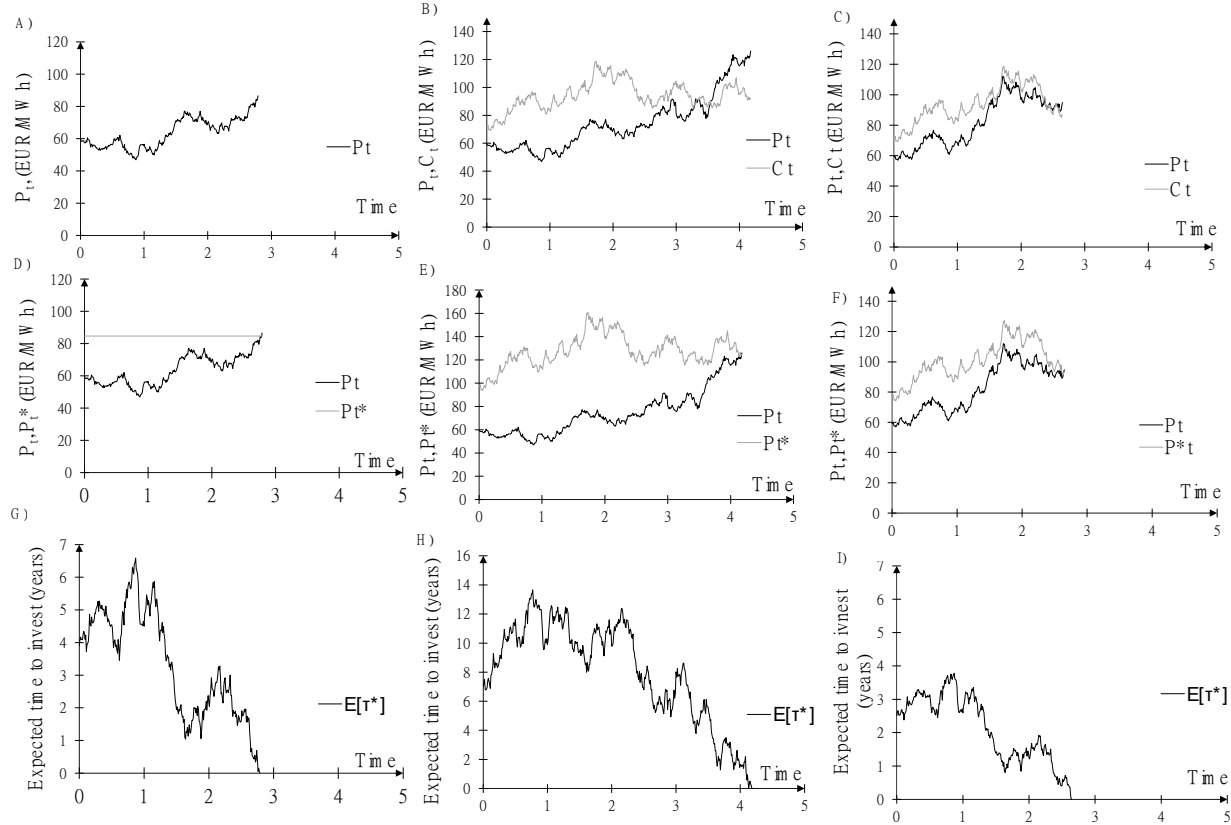 A)
P t, (EUR/MWh)
120
100
80
60
40
20
0
0 1 2 3 4 5
Pt
Time
B)
P t, C t (EUR/MWh)
140
120
100
80
60
40
20
0
0 1 2 3 4 5
Pt
Ct
Time
C)
Pt, Ct (EUR/MWh)
140
120
100
80
60
40
20
0
0 1 2 3 4 5
Pt
Ct
Time
D)
P t, P t* (EUR/MWh)
120
100
80
60
40
20
0
0 1 2 3 4 5
Pt
Pt*
Time
E)
Pt, Pt* (EUR/MWh)
180
160
140
120
100
80
60
40
20
0
0 1 2 3 4 5
Pt
Pt*
Time
F)
Pt, Pt* (EUR/MWh)
140
120
100
80
60
40
20
0
0 1 2 3 4 5
Pt
P*t
Time
G)
Expected time to invest (years)
7
6
5
4
3
2
1
0
0 1 2 3 4 5
E[τ*]
Time
H)
Expected time to invest (years)
16
14
12
10
8
6
4
2
0
0 1 2 3 4 5
E[τ*]
Time
I)
Expected time to ivnest
(years)
7
6
5
4
3
2
1
0
0 1 2 3 4 5
E[τ*]
Time